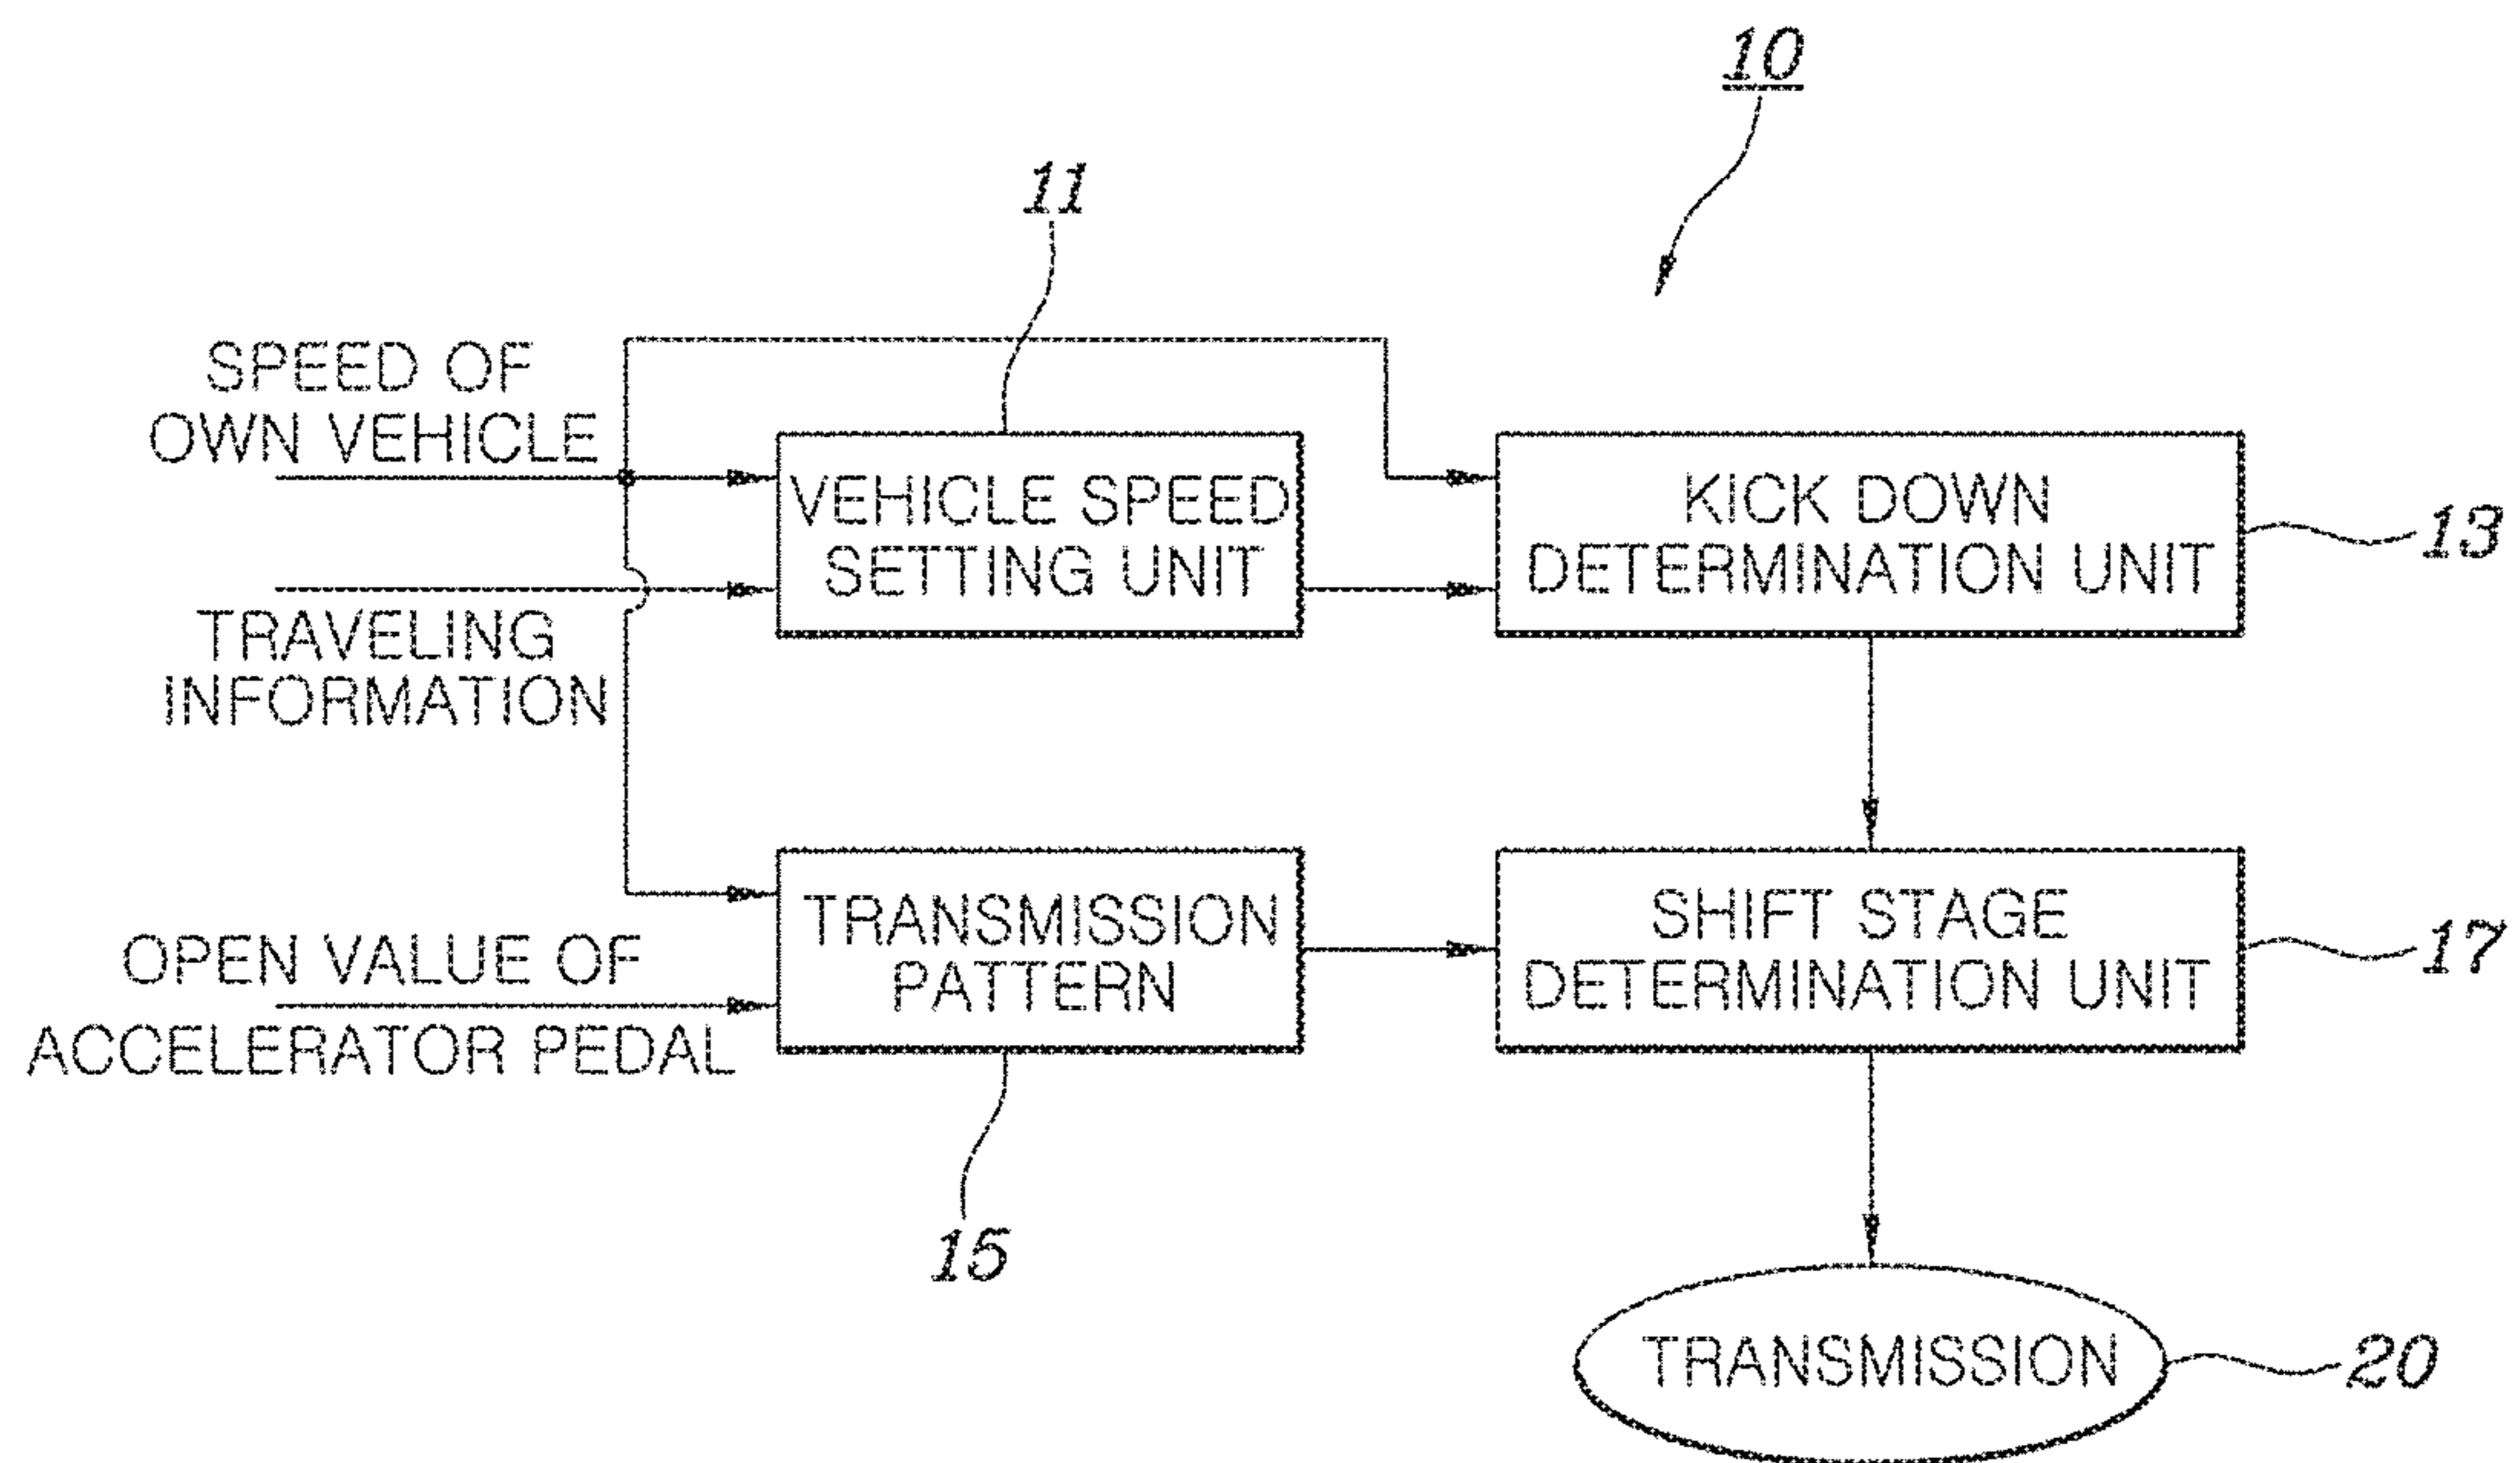 10
11
SPEED OF
OWN VEHICLE
VEHICLE SPEED
SETTING UNIT
KICK DOWN
DETERMINATION UNIT
13
TRAVELING
INFORMATION
OPEN VALUE OF
ACCELERATOR PEDAL
TRANSMISSION
PATTERN
SHIFT STAGE
DETERMINATION UNIT
17
15
TRANSMISSION
20